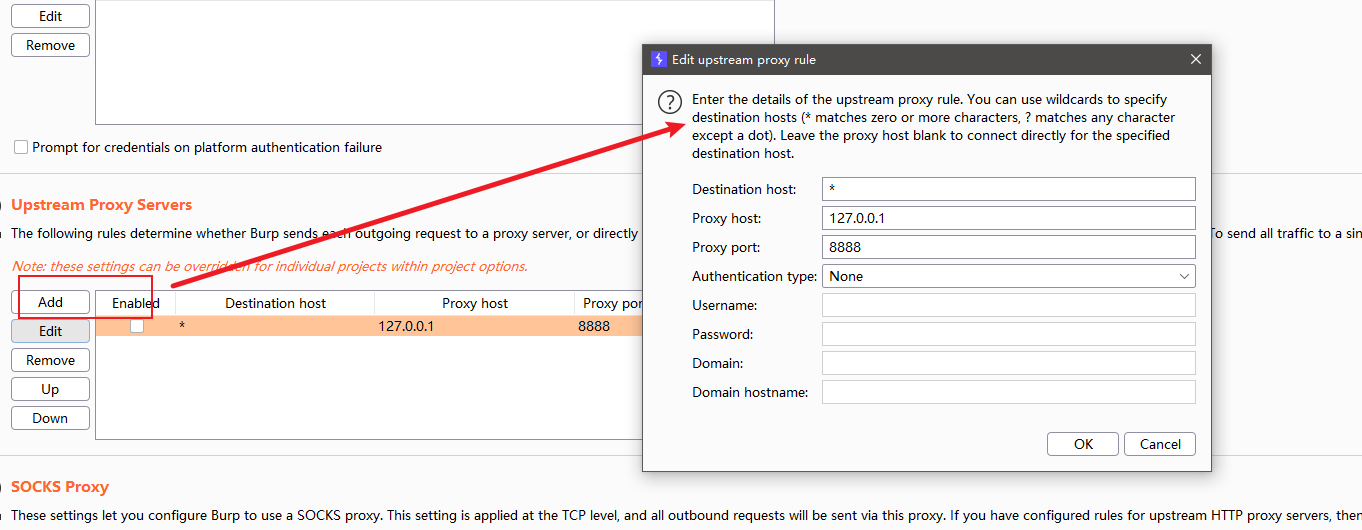 Edit
Remove
Prompt for credentials on platform authentication failure
Upstream Proxy Servers
The following rules determine whether Burp sends each outgoing request to a proxy server, or directly
To send all traffic to a sin
Note: these settings can be overridden for individual projects within project options.
Add
Edit
Remove
Up
Down
Enabled Destination host Proxy host Proxy por
* 127.0.0.1 8888
SOCKS Proxy
These settings let you configure Burp to use a SOCKS proxy. This setting is applied at the TCP level, and all outbound requests will be sent via this proxy. If you have configured rules for upstream HTTP proxy servers, then
Edit upstream proxy rule
?
Enter the details of the upstream proxy rule. You can use wildcards to specify
destination hosts (* matches zero or more characters, ? matches any character
except a dot). Leave the proxy host blank to connect directly for the specified
destination host.
Destination host: *
Proxy host: 127.0.0.1
Proxy port: 8888
Authentication type: None
Username:
Password:
Domain:
Domain hostname:
OK Cancel